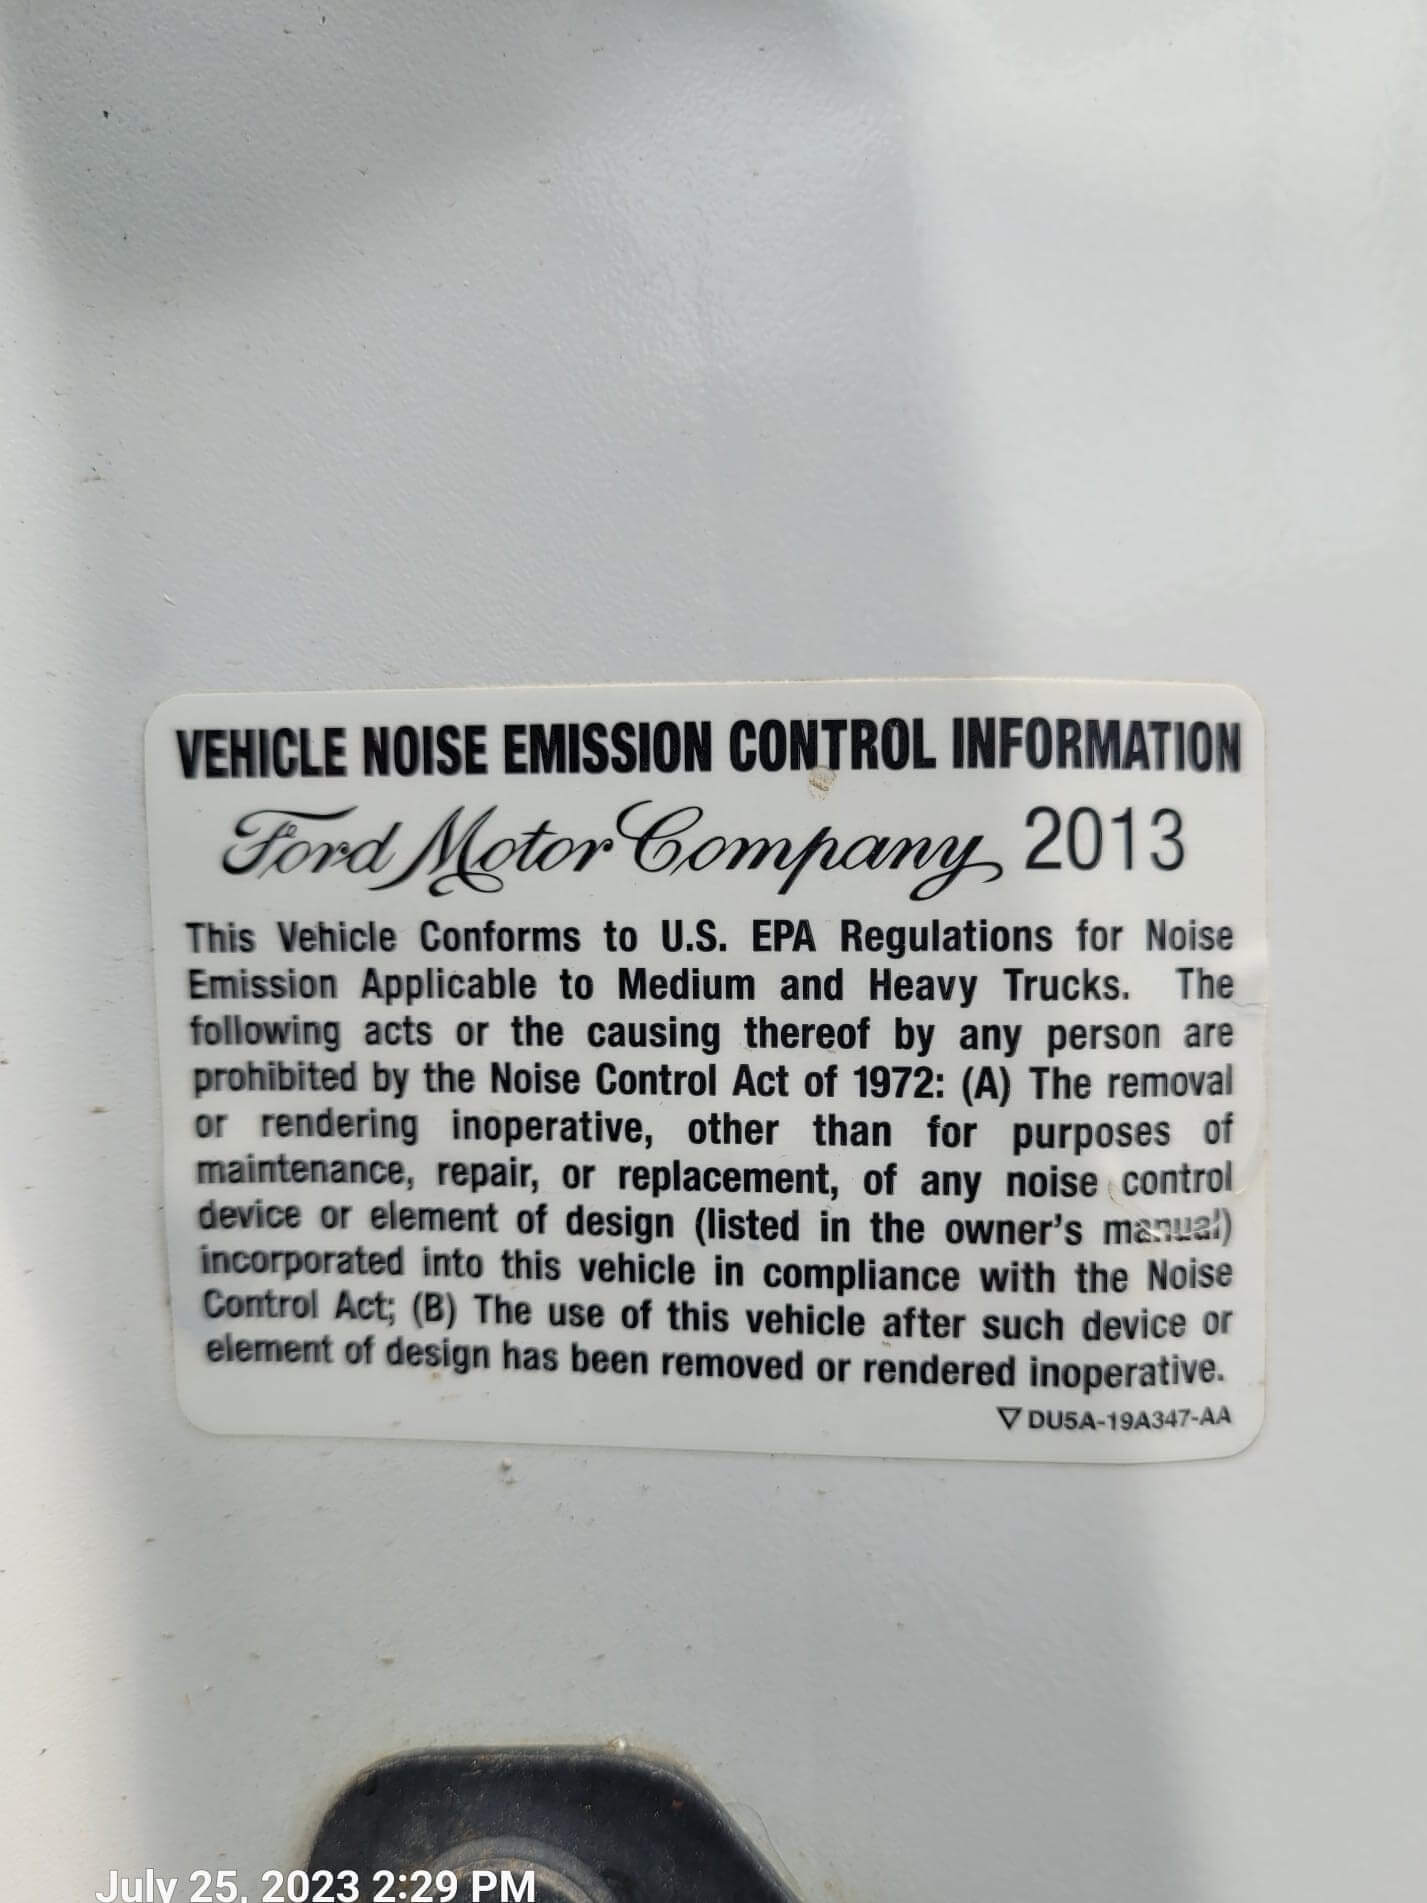 VEHICLE NOISE EMISSION CONTROL INFORMATION
Ford Motor Company 2013
This Vehicle Conforms to U.S. EPA Regulations for Noise
Emission Applicable to Medium and Heavy Trucks. The
following acts or the causing thereof by any person are
prohibited by the Noise Control Act of 1972: (A) The removal
or rendering inoperative, other than for purposes of
maintenance, repair, or replacement, of any noise control
device or element of design (listed in the owner's manual)
incorporated into this vehicle in compliance with the Noise
Control Act; (B) The use of this vehicle after such device or
element of design has been removed or rendered inoperative.
▽ DU5A-19A347-AA
July 25, 2023 2:29 PM